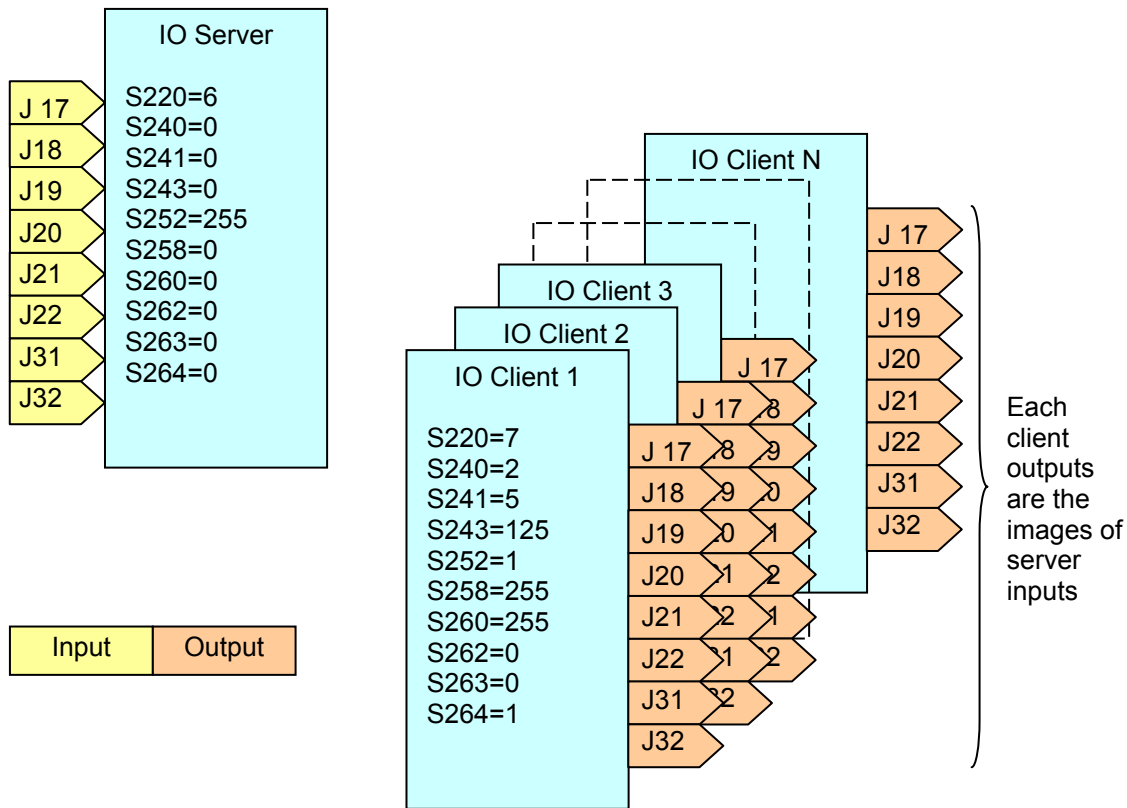 IO Server
S220=6
S240=0
S241=0
S243=0
S252=255
S258=0
S260=0
S262=0
S263=0
S264=0
J 17
J18
J19
J20
J21
J22
J31
J32
IO Client N
J 17
J18
J19
J20
J21
J22
J31
J32
IO Client 3
J 17
IO Client 2
J 17
IO Client 1
S220=7
S240=2
S241=5
S243=125
S252=1
S258=255
S260=255
S262=0
S263=0
S264=1
J 17
J18
J19
J20
J21
J22
J31
J32
Each
client
outputs
are the
images of
server
inputs
Input
Output